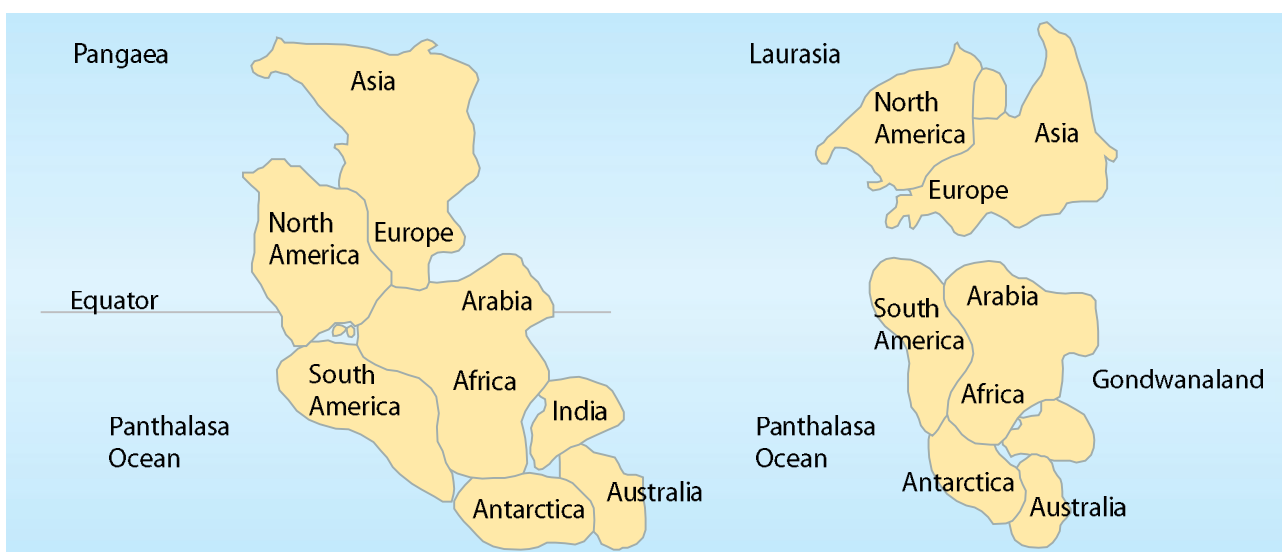 Pangaea
Asia
North
America
Europe
Equator
Arabia
South
America
Africa
India
Panthalasa
Ocean
Antarctica
Australia
Laurasia
North
America
Asia
Europe
South
America
Arabia
Africa
Gondwanaland
Panthalasa
Ocean
Antarctica
Australia